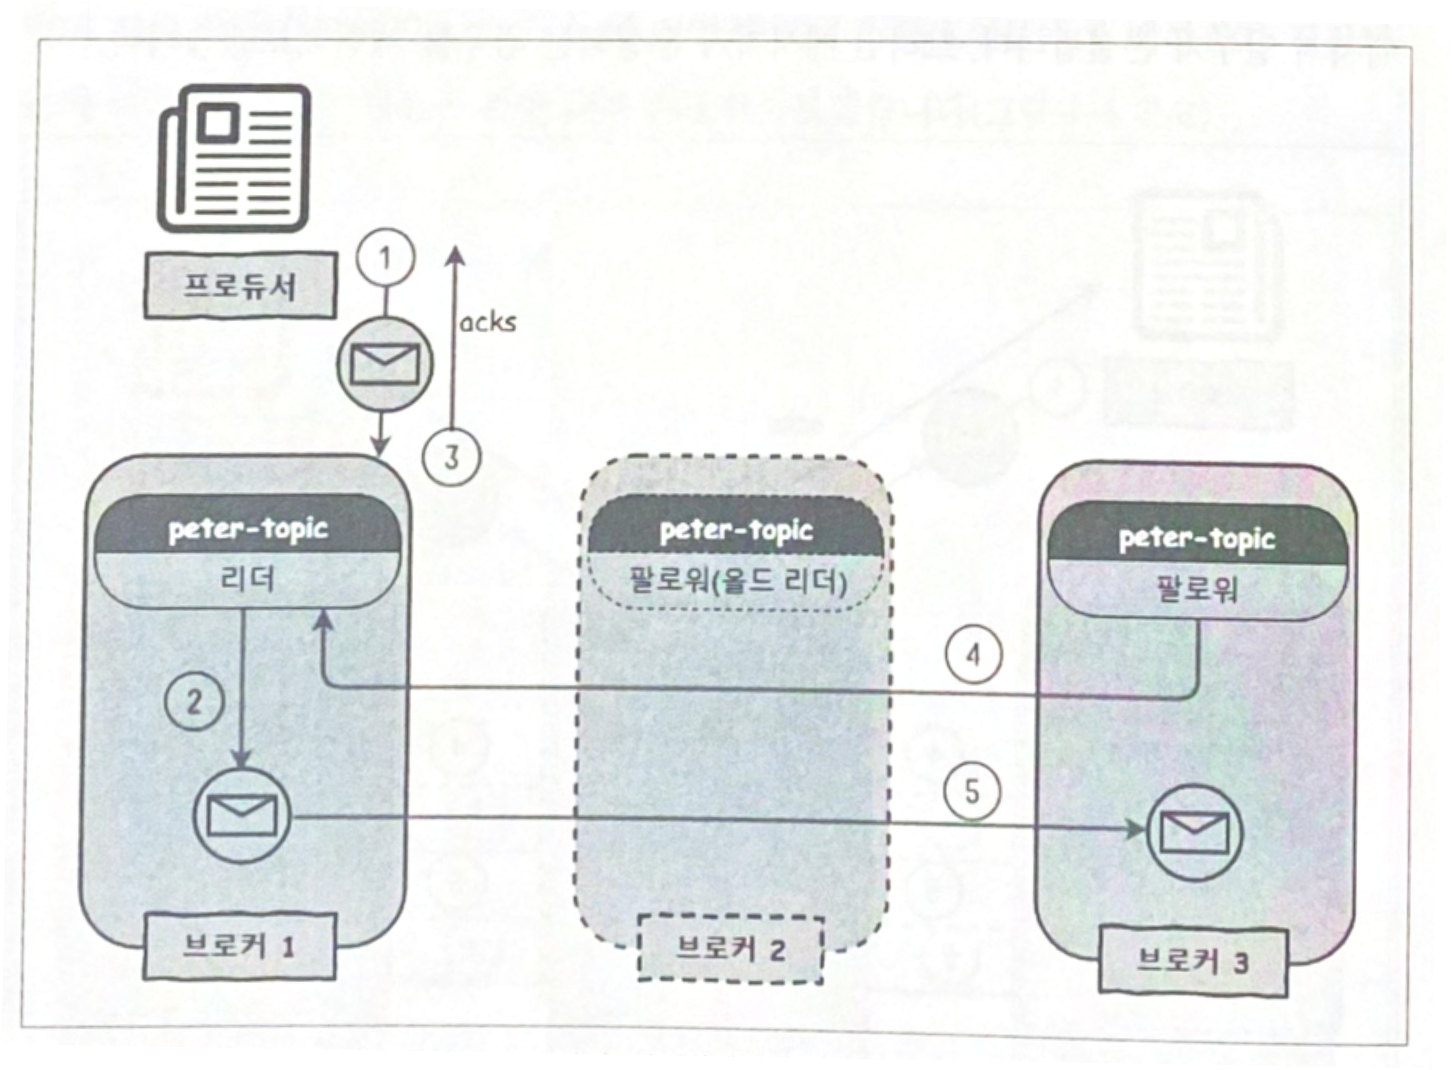 프로듀서
1
acks
3
peter-topic
리더
peter-topic
팔로워(올드 리더)
peter-topic
팔로워
4
2
5
브로커 1
브로커 2
브로커 3